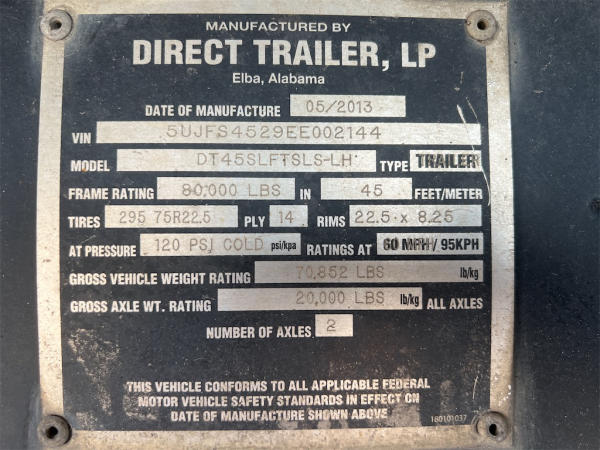 MANUFACTURED BY
DIRECT TRAILER, LP
Elba, Alabama
DATE OF MANUFACTURE 05/2013
VIN 5UJFS4529EE002144
MODEL DT45SLFTSLS-LH TYPE TRAILER
FRAME RATING 80,000 LBS IN 45 FEET/METER
TIRES 295 75R22.5 PLY 14 RIMS 22.5 x 8.25
AT PRESSURE 120 PSI COLD psi/kpa RATINGS AT 60 MPH / 95KPH
GROSS VEHICLE WEIGHT RATING 70,852 LBS lb/kg
GROSS AXLE WT. RATING 20,000 LBS lb/kg ALL AXLES
NUMBER OF AXLES 2
THIS VEHICLE CONFORMS TO ALL APPLICABLE FEDERAL
MOTOR VEHICLE SAFETY STANDARDS IN EFFECT ON
DATE OF MANUFACTURE SHOWN ABOVE
180101037